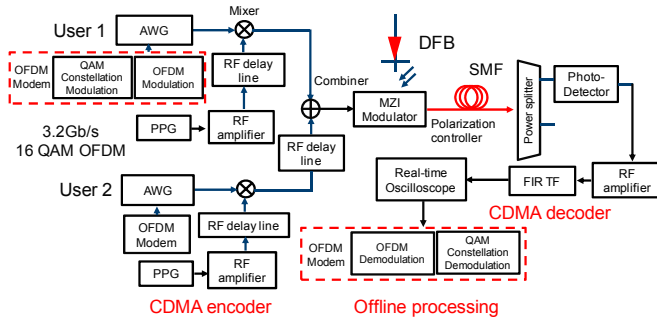 User 1
AWG
Mixer
OFDM
Modem
QAM
Constellation
Modulation
OFDM
Modulation
RF delay
line
3.2Gb/s
16 QAM OFDM
PPG
RF
amplifier
Combiner
RF delay
line
DFB
MZI
Modulator
SMF
Polarization
controller
Power splitter
Photo-
Detector
RF
amplifier
FIR TF
CDMA decoder
Real-time
Oscilloscope
User 2
AWG
OFDM
Modem
RF delay line
PPG
RF
amplifier
CDMA encoder
OFDM
Modem
OFDM
Demodulation
QAM
Constellation
Demodulation
Offline processing